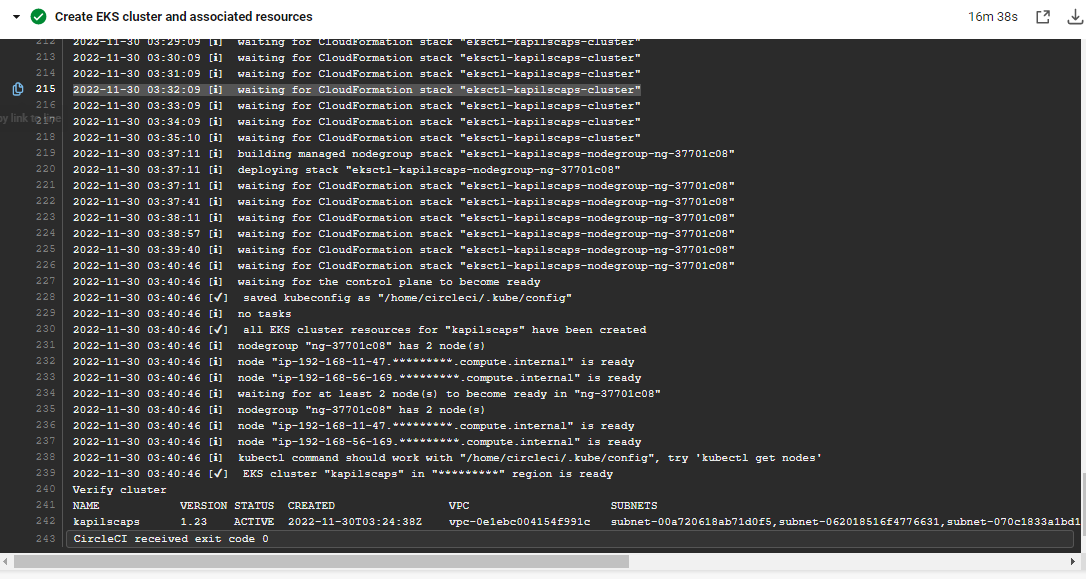 Create EKS cluster and associated resources 16m 38s
212 2022-11-30 03:29:09 [i] waiting for CloudFormation stack "eksctl-kapilscaps-cluster"
213 2022-11-30 03:30:09 [i] waiting for CloudFormation stack "eksctl-kapilscaps-cluster"
214 2022-11-30 03:31:09 [i] waiting for CloudFormation stack "eksctl-kapilscaps-cluster"
215 2022-11-30 03:32:09 [i] waiting for CloudFormation stack "eksctl-kapilscaps-cluster"
216 2022-11-30 03:33:09 [i] waiting for CloudFormation stack "eksctl-kapilscaps-cluster"
217 2022-11-30 03:34:09 [i] waiting for CloudFormation stack "eksctl-kapilscaps-cluster"
218 2022-11-30 03:35:10 [i] waiting for CloudFormation stack "eksctl-kapilscaps-cluster"
219 2022-11-30 03:37:11 [i] building managed nodegroup stack "eksctl-kapilscaps-nodegroup-ng-37701c08"
220 2022-11-30 03:37:11 [i] deploying stack "eksctl-kapilscaps-nodegroup-ng-37701c08"
221 2022-11-30 03:37:11 [i] waiting for CloudFormation stack "eksctl-kapilscaps-nodegroup-ng-37701c08"
222 2022-11-30 03:37:41 [i] waiting for CloudFormation stack "eksctl-kapilscaps-nodegroup-ng-37701c08"
223 2022-11-30 03:38:11 [i] waiting for CloudFormation stack "eksctl-kapilscaps-nodegroup-ng-37701c08"
224 2022-11-30 03:38:57 [i] waiting for CloudFormation stack "eksctl-kapilscaps-nodegroup-ng-37701c08"
225 2022-11-30 03:39:40 [i] waiting for CloudFormation stack "eksctl-kapilscaps-nodegroup-ng-37701c08"
226 2022-11-30 03:40:46 [i] waiting for CloudFormation stack "eksctl-kapilscaps-nodegroup-ng-37701c08"
227 2022-11-30 03:40:46 [i] waiting for the control plane to become ready
228 2022-11-30 03:40:46 [✓] saved kubeconfig as "/home/circleci/.kube/config"
229 2022-11-30 03:40:46 [i] no tasks
230 2022-11-30 03:40:46 [✓] all EKS cluster resources for "kapilscaps" have been created
231 2022-11-30 03:40:46 [i] nodegroup "ng-37701c08" has 2 node(s)
232 2022-11-30 03:40:46 [i] node "ip-192-168-11-47.*********.compute.internal" is ready
233 2022-11-30 03:40:46 [i] node "ip-192-168-56-169.*********.compute.internal" is ready
234 2022-11-30 03:40:46 [i] waiting for at least 2 node(s) to become ready in "ng-37701c08"
235 2022-11-30 03:40:46 [i] nodegroup "ng-37701c08" has 2 node(s)
236 2022-11-30 03:40:46 [i] node "ip-192-168-11-47.*********.compute.internal" is ready
237 2022-11-30 03:40:46 [i] node "ip-192-168-56-169.*********.compute.internal" is ready
238 2022-11-30 03:40:46 [i] kubectl command should work with "/home/circleci/.kube/config", try 'kubectl get nodes'
239 2022-11-30 03:40:46 [✓] EKS cluster "kapilscaps" in "*********" region is ready
240 Verify cluster
241 NAME VERSION STATUS CREATED VPC SUBNETS
242 kapilscaps 1.23 ACTIVE 2022-11-30T03:24:38Z vpc-0e1ebc004154f991c subnet-00a720618ab71d0f5,subnet-062018516f4776631,subnet-070c1833a1bd1
243 CircleCI received exit code 0